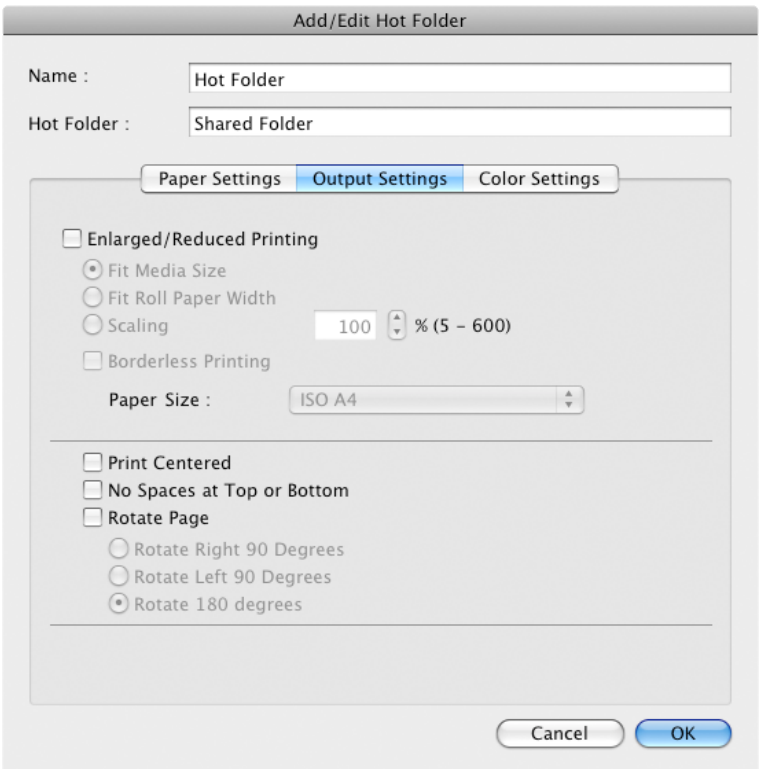 Add/Edit Hot Folder
Name :
Hot Folder
Hot Folder :
Shared Folder
Paper Settings
Output Settings
Color Settings
Enlarged/Reduced Printing
Fit Media Size
Fit Roll Paper Width
Scaling
100
% (5 – 600)
Borderless Printing
Paper Size :
ISO A4
Print Centered
No Spaces at Top or Bottom
Rotate Page
Rotate Right 90 Degrees
Rotate Left 90 Degrees
Rotate 180 degrees
Cancel
OK